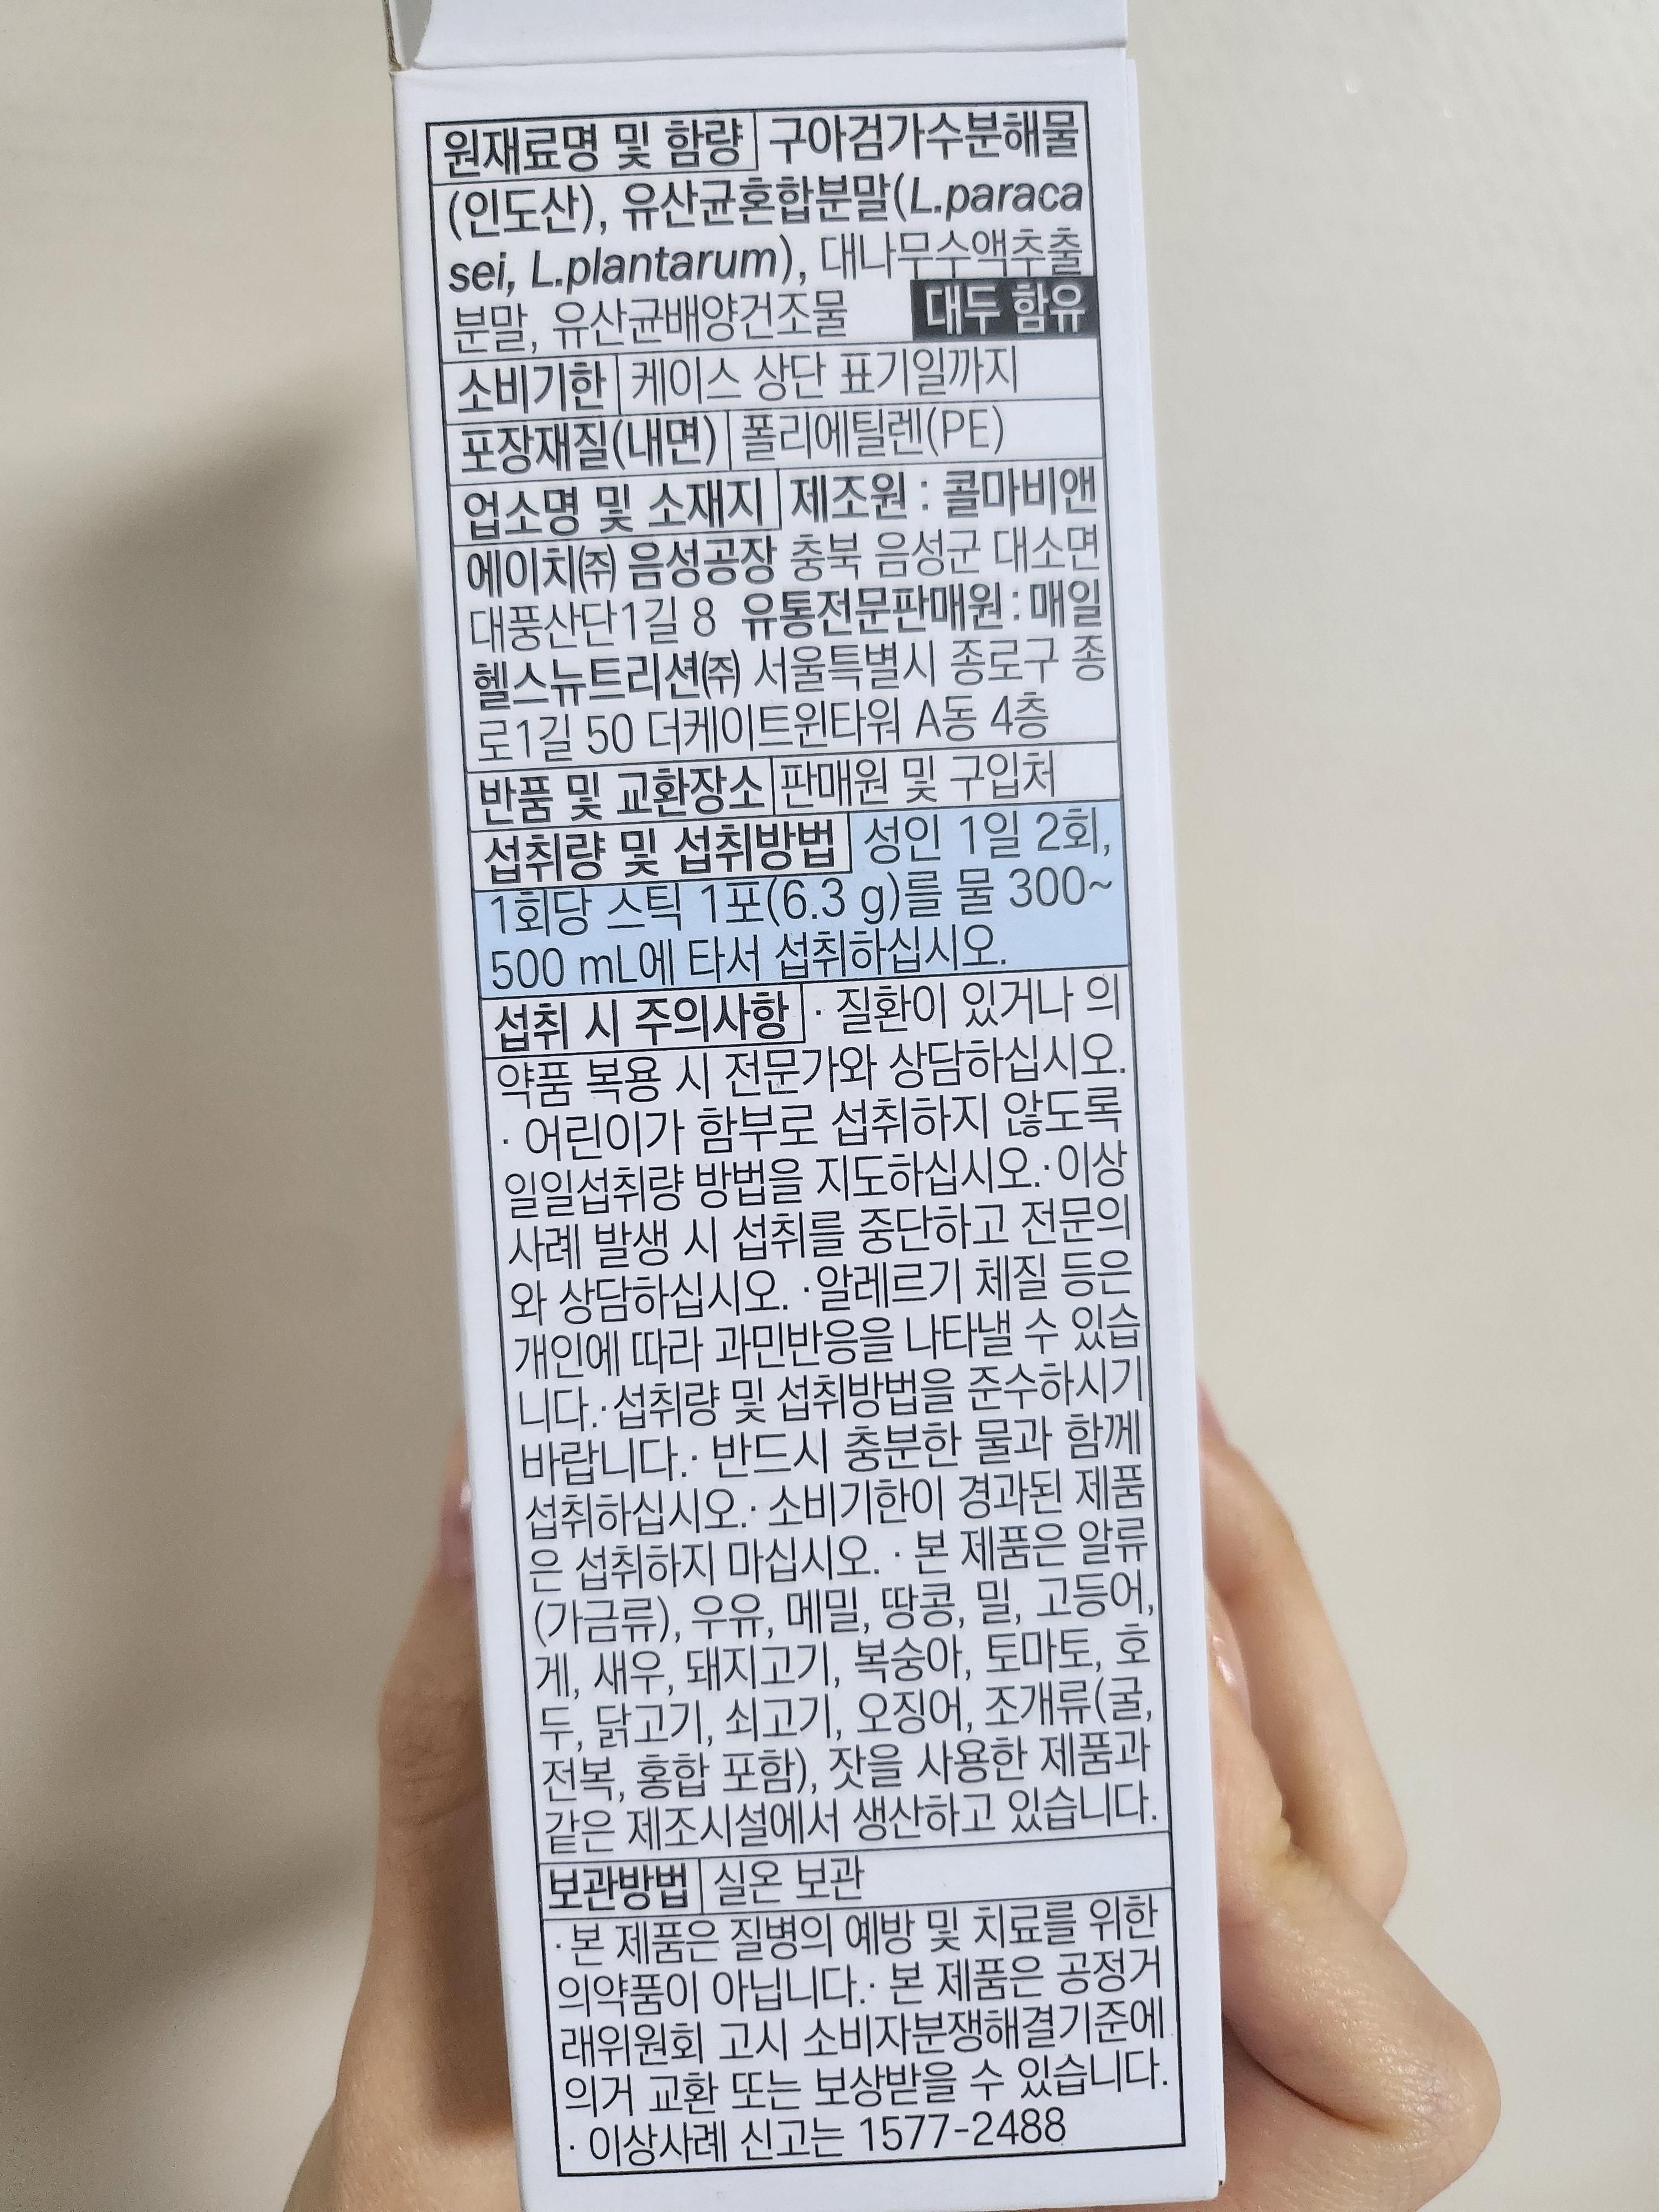 원재료명 및 함량 구아검가수분해물
(인도산), 유산균혼합분말(L.paraca
sei, L.plantarum), 대나무수액추출
분말, 유산균배양건조물 대두 함유
소비기한 케이스 상단 표기일까지
포장재질(내면) 폴리에틸렌(PE)
업소명 및 소재지 제조원 : 콜마비앤
에이치㈜ 음성공장 충북 음성군 대소면
대풍산단1길 8 유통전문판매원 : 매일
헬스뉴트리션㈜ 서울특별시 종로구 종
로1길 50 더케이트윈타워 A동 4층
반품 및 교환장소 판매원 및 구입처
섭취량 및 섭취방법 성인 1일 2회,
1회당 스틱 1포(6.3 g)를 물 300~
500 mL에 타서 섭취하십시오.
섭취 시 주의사항 · 질환이 있거나 의
약품 복용 시 전문가와 상담하십시오.
· 어린이가 함부로 섭취하지 않도록
일일섭취량 방법을 지도하십시오.·이상
사례 발생 시 섭취를 중단하고 전문의
와 상담하십시오. ·알레르기 체질 등은
개인에 따라 과민반응을 나타낼 수 있습
니다.·섭취량 및 섭취방법을 준수하시기
바랍니다.· 반드시 충분한 물과 함께
섭취하십시오.· 소비기한이 경과된 제품
은 섭취하지 마십시오. · 본 제품은 알류
(가금류), 우유, 메밀, 땅콩, 밀, 고등어,
게, 새우, 돼지고기, 복숭아, 토마토, 호
두, 닭고기, 쇠고기, 오징어, 조개류(굴,
전복, 홍합 포함), 잣을 사용한 제품과
같은 제조시설에서 생산하고 있습니다.
보관방법 실온 보관
· 본 제품은 질병의 예방 및 치료를 위한
의약품이 아닙니다.· 본 제품은 공정거
래위원회 고시 소비자분쟁해결기준에
의거 교환 또는 보상받을 수 있습니다.
· 이상사례 신고는 1577-2488